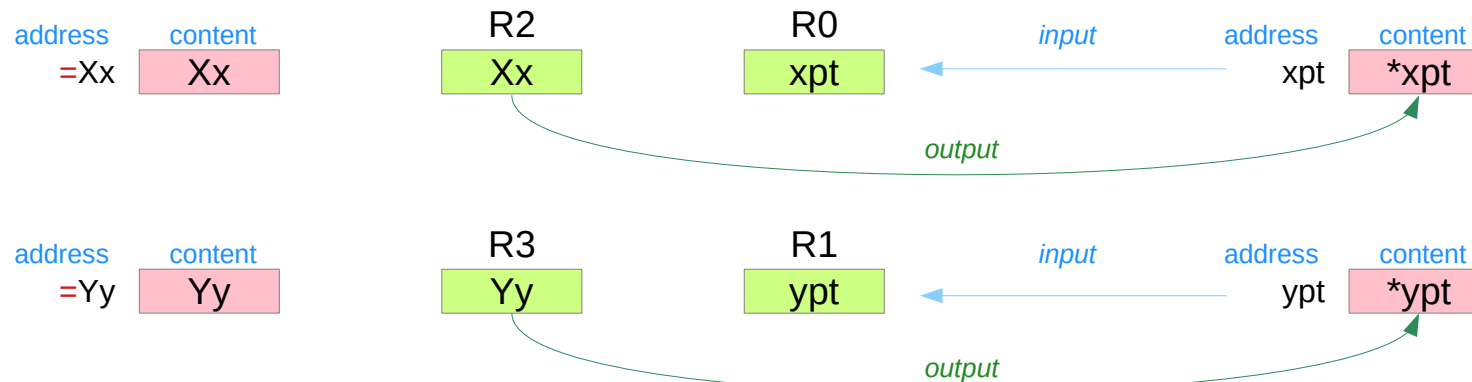 R2 R0
address content input address content
=Xx Xx Xx xpt xpt *xpt
output
R3 R1
address content input address content
=Yy Yy Yy ypt ypt *ypt
output